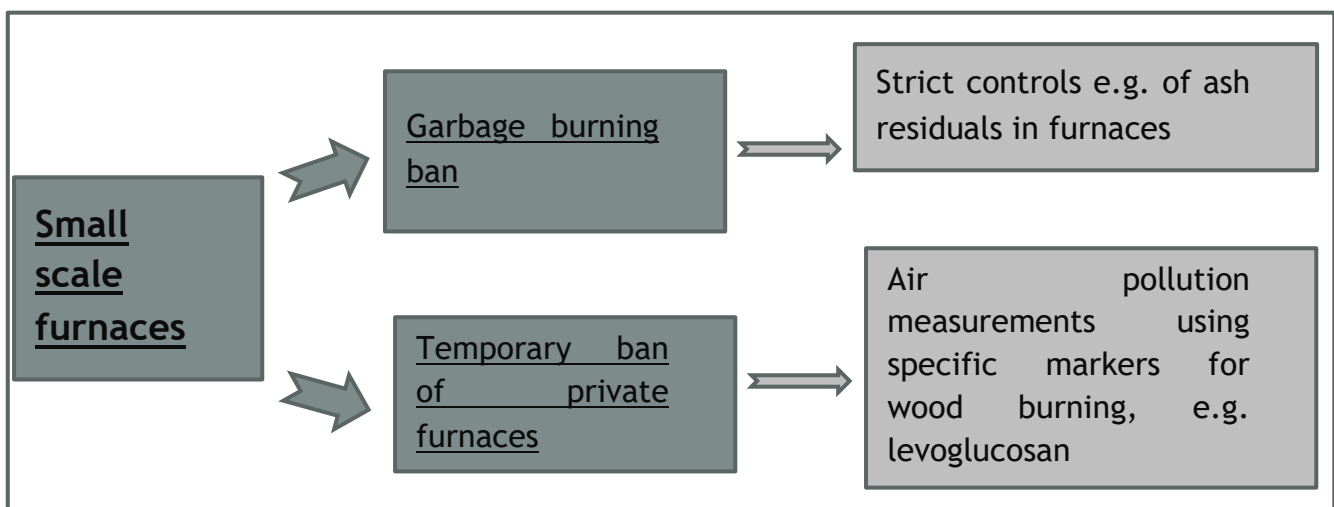 Small
scale
furnaces
Garbage burning
ban
Strict controls e.g. of ash
residuals in furnaces
Temporary ban
of private
furnaces
Air pollution
measurements using
specific markers for
wood burning, e.g.
levoglucosan